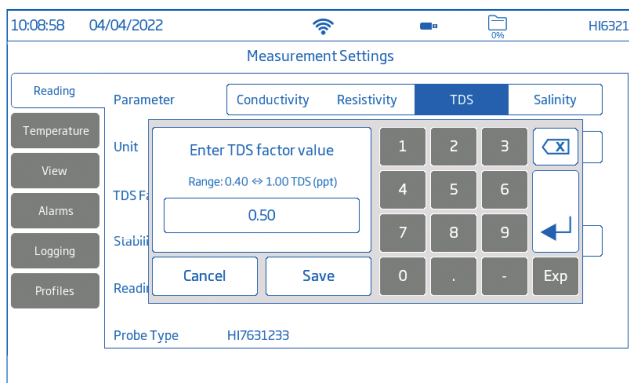 10:08:58 04/04/2022 0% HI6321
Measurement Settings
Reading
Parameter Conductivity Resistivity TDS Salinity
Temperature
Unit
Enter TDS factor value
1 2 3 X
View
Range: 0.40 ⇔ 1.00 TDS (ppt)
TDS Fa
4 5 6
Alarms
0.50
7 8 9
Stabili
Logging
Cancel Save 0 . - Exp
Profiles
Readi
Probe Type HI7631233